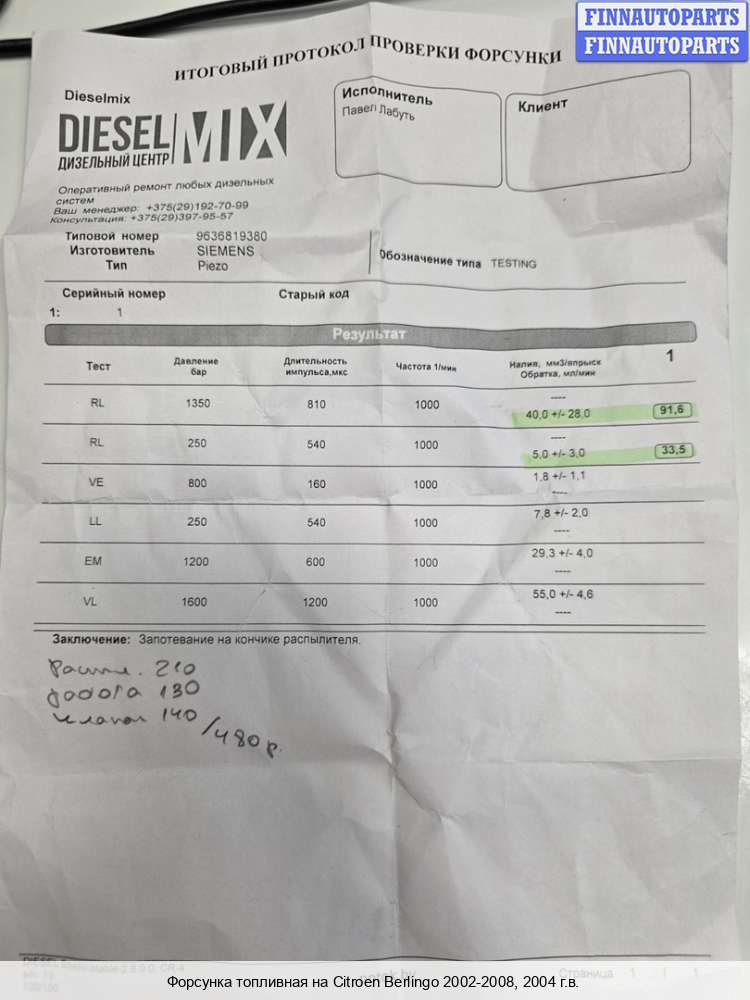 FINNAUTOPARTS
FINNAUTOPARTS
ИТОГОВЫЙ ПРОТОКОЛ ПРОВЕРКИ ФОРСУНКИ
Dieselmix
DIESEL MIX
ДИЗЕЛЬНЫЙ ЦЕНТР
Исполнитель
Павел Лабуть
Клиент
Оперативный ремонт любых дизельных
систем
Ваш менеджер: +375(29)192-70-99
Консультация: +375(29)397-95-57
Типовой номер 9636819380
Изготовитель SIEMENS
Тип Piezo
Обозначение типа TESTING
Серийный номер Старый код
1: 1
Результат
Тест Давление бар Длительность импульса,мкс Частота 1/мин Налив, мм3/впрыск Обратка, мл/мин 1
RL 1350 810 1000 ---- 40,0 +/- 28,0 91,6
RL 250 540 1000 ---- 5,0 +/- 3,0 33,5
VE 800 160 1000 1,8 +/- 1,1 ----
LL 250 540 1000 7,8 +/- 2,0 ----
EM 1200 600 1000 29,3 +/- 4,0 ----
VL 1600 1200 1000 55,0 +/- 4,6 ----
Заключение: Запотевание на кончике распылителя.
Распл. 210
работа 130
клапан 140
/480р.
Страница 1 / 1
Форсунка топливная на Citroen Berlingo 2002-2008, 2004 г.в.